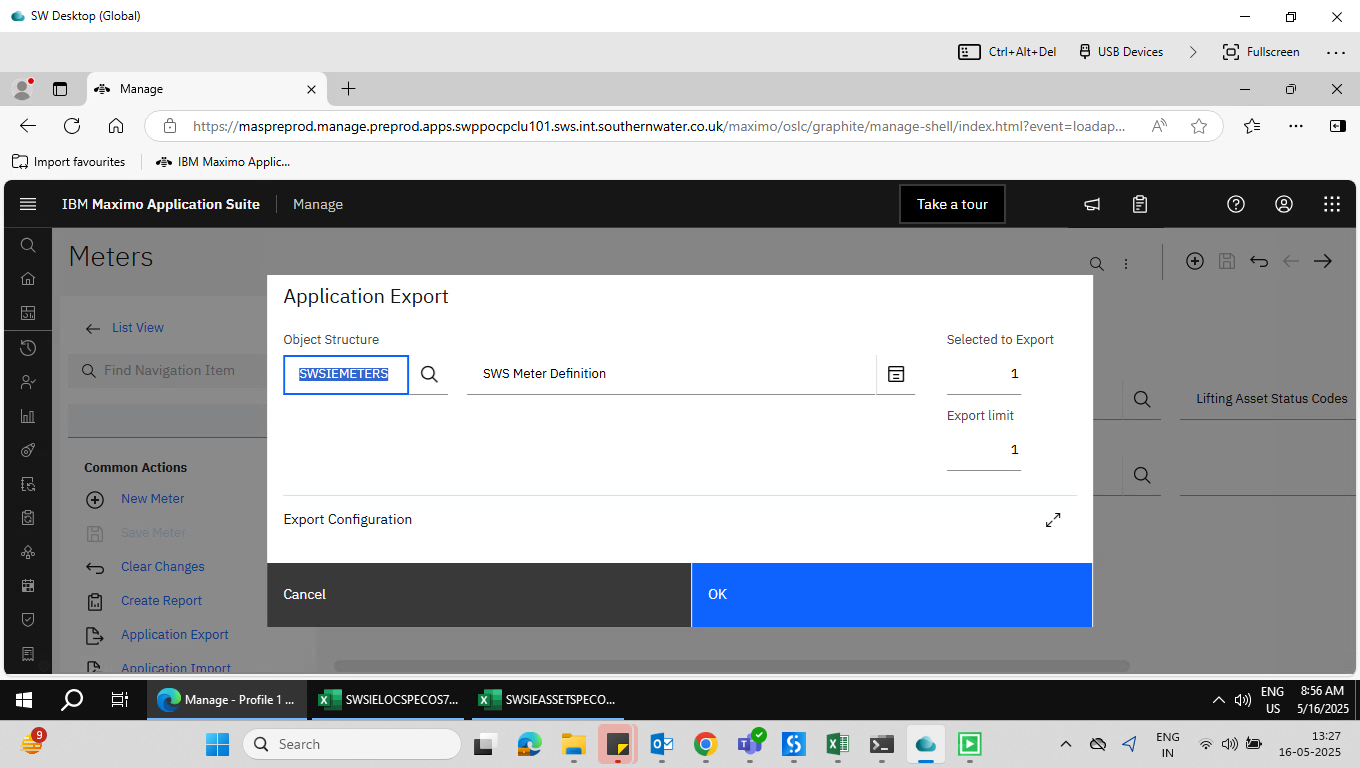 SW Desktop (Global)
Ctrl+Alt+Del
USB Devices
Fullscreen
Manage
https://maspreprod.manage.preprod.apps.swppocpclu101.sws.int.southernwater.co.uk/maximo/oslc/graphite/manage-shell/index.html?event=loadap...
Import favourites
IBM Maximo Applic...
IBM Maximo Application Suite
Manage
Take a tour
Meters
List View
Find Navigation Item
Common Actions
New Meter
Save Meter
Clear Changes
Create Report
Application Export
Application Import
Application Export
Object Structure
Selected to Export
SWSIEMETERS
SWS Meter Definition
1
Export limit
1
Export Configuration
Cancel
OK
Lifting Asset Status Codes
Manage - Profile 1 ...
SWSIELOCSPECOS7...
SWSIEASSETSPECO...
ENG
US
8:56 AM
5/16/2025
9
Search
ENG
IN
13:27
16-05-2025